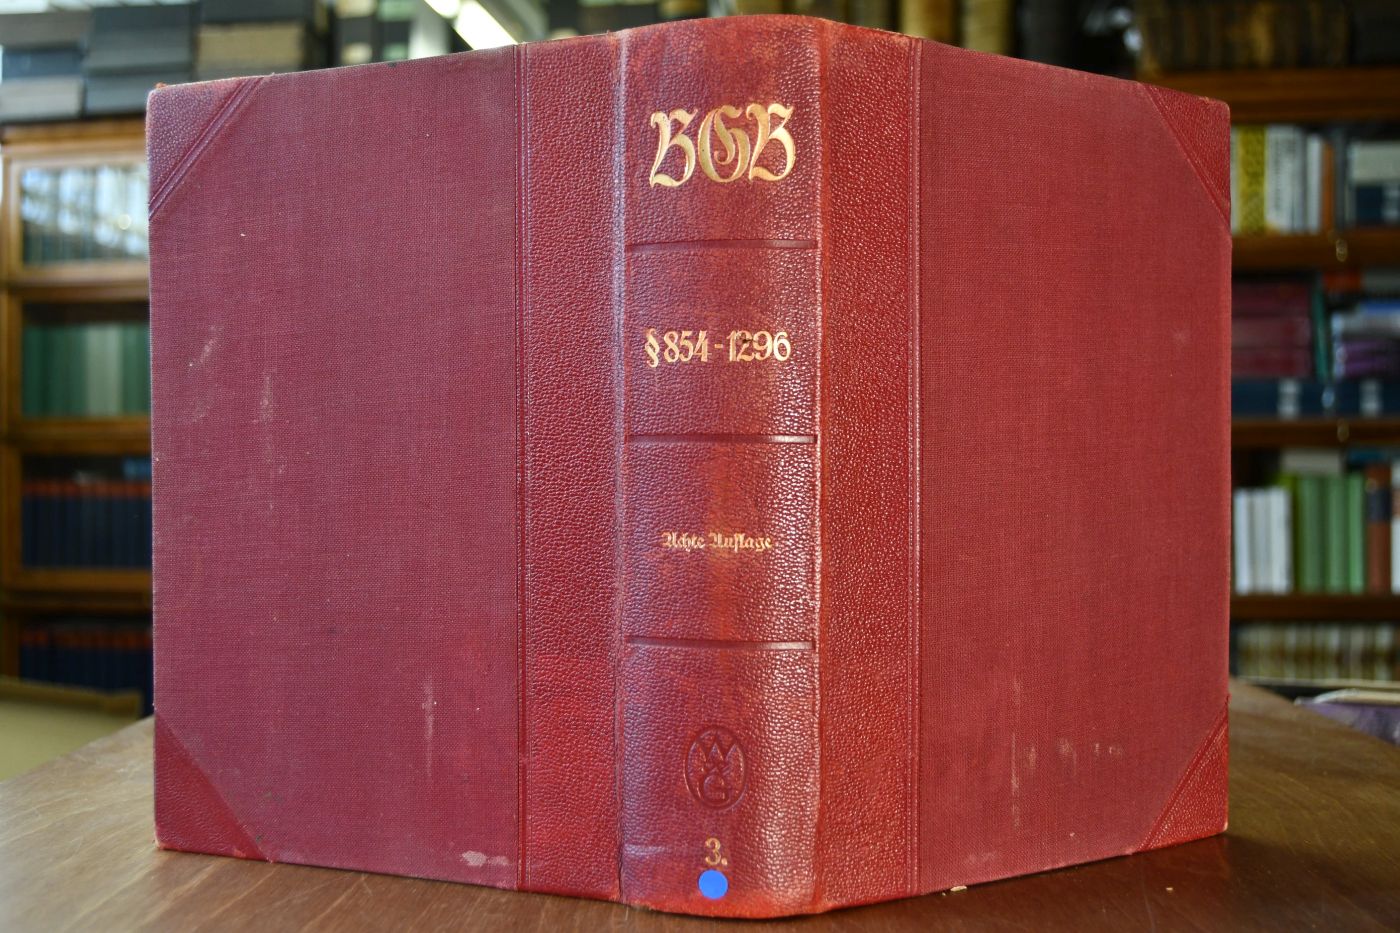 BGB
§ 854-1296
Achte Auflage
WG
3.